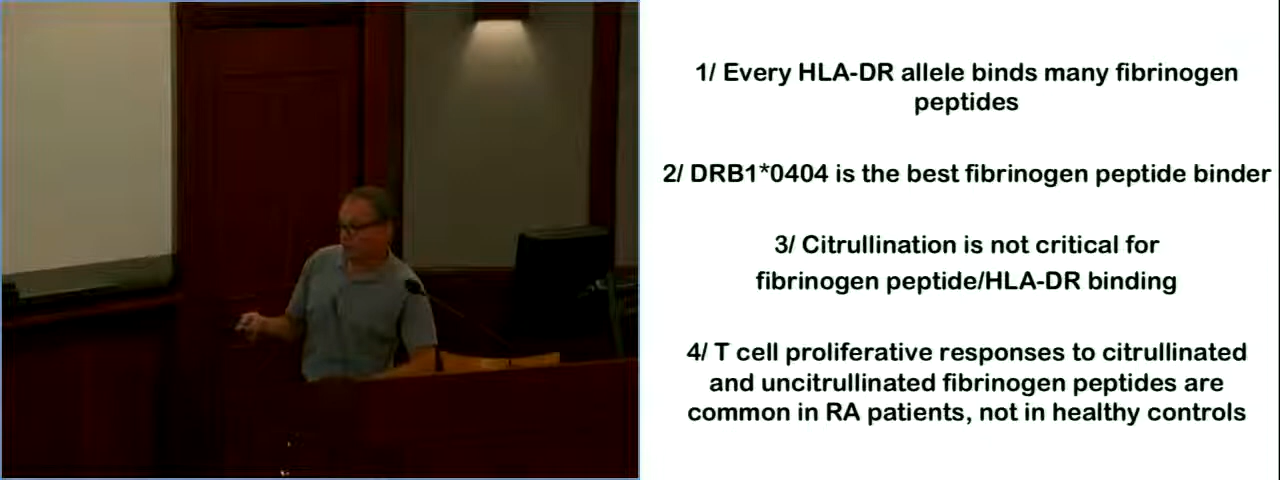 1/ Every HLA-DR allele binds many fibrinogen
peptides
2/ DRB1*0404 is the best fibrinogen peptide binder
3/ Citrullination is not critical for
fibrinogen peptide/HLA-DR binding
4/ T cell proliferative responses to citrullinated
and uncitrullinated fibrinogen peptides are
common in RA patients, not in healthy controls